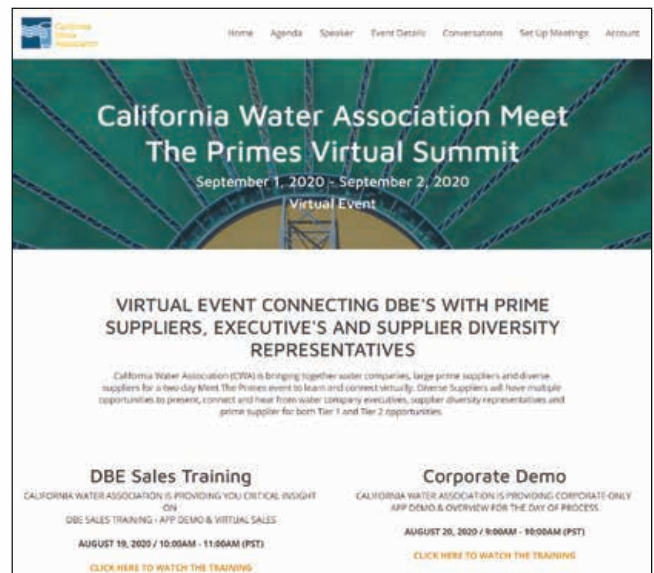 California
Water
Association
Home Agenda Speaker Event Details Conversations Set Up Meetings Account
California Water Association Meet
The Primes Virtual Summit
September 1, 2020 - September 2, 2020
Virtual Event
VIRTUAL EVENT CONNECTING DBE'S WITH PRIME
SUPPLIERS, EXECUTIVE'S AND SUPPLIER DIVERSITY
REPRESENTATIVES
California Water Association (CWA) is bringing together water companies, large prime suppliers and diverse
suppliers for a two-day Meet The Primes event to learn and connect virtually. Diverse Suppliers will have multiple
opportunities to present, connect and hear from water company executives, supplier diversity representatives and
prime supplier for both Tier 1 and Tier 2 opportunities.
DBE Sales Training
CALIFORNIA WATER ASSOCIATION IS PROVIDING YOU CRITICAL INSIGHT
ON
DBE SALES TRAINING - APP DEMO & VIRTUAL SALES
AUGUST 19, 2020 / 10:00AM - 11:00AM (PST)
CLICK HERE TO WATCH THE TRAINING
Corporate Demo
CALIFORNIA WATER ASSOCIATION IS PROVIDING CORPORATE-ONLY
APP DEMO & OVERVIEW FOR THE DAY OF PROCESS.
AUGUST 20, 2020 / 9:00AM - 10:00AM (PST)
CLICK HERE TO WATCH THE TRAINING